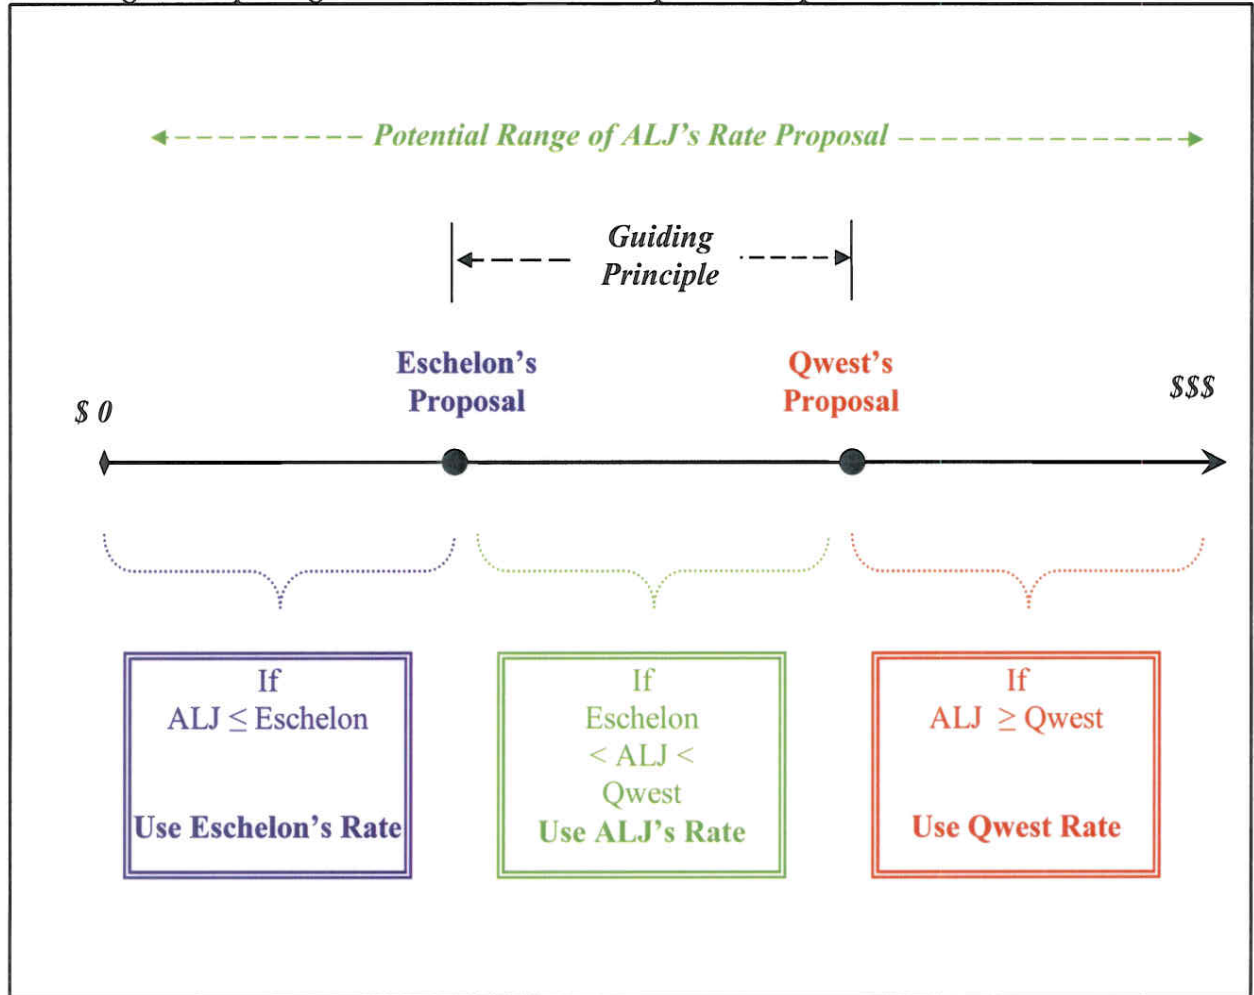 Potential Range of ALJ's Rate Proposal
Guiding
Principle
Eschelon's
Proposal
Qwest's
Proposal
$ 0
$$$
If
ALJ ≤ Eschelon
Use Eschelon's Rate
If
Eschelon
< ALJ <
Qwest
Use ALJ's Rate
If
ALJ ≥ Qwest
Use Qwest Rate